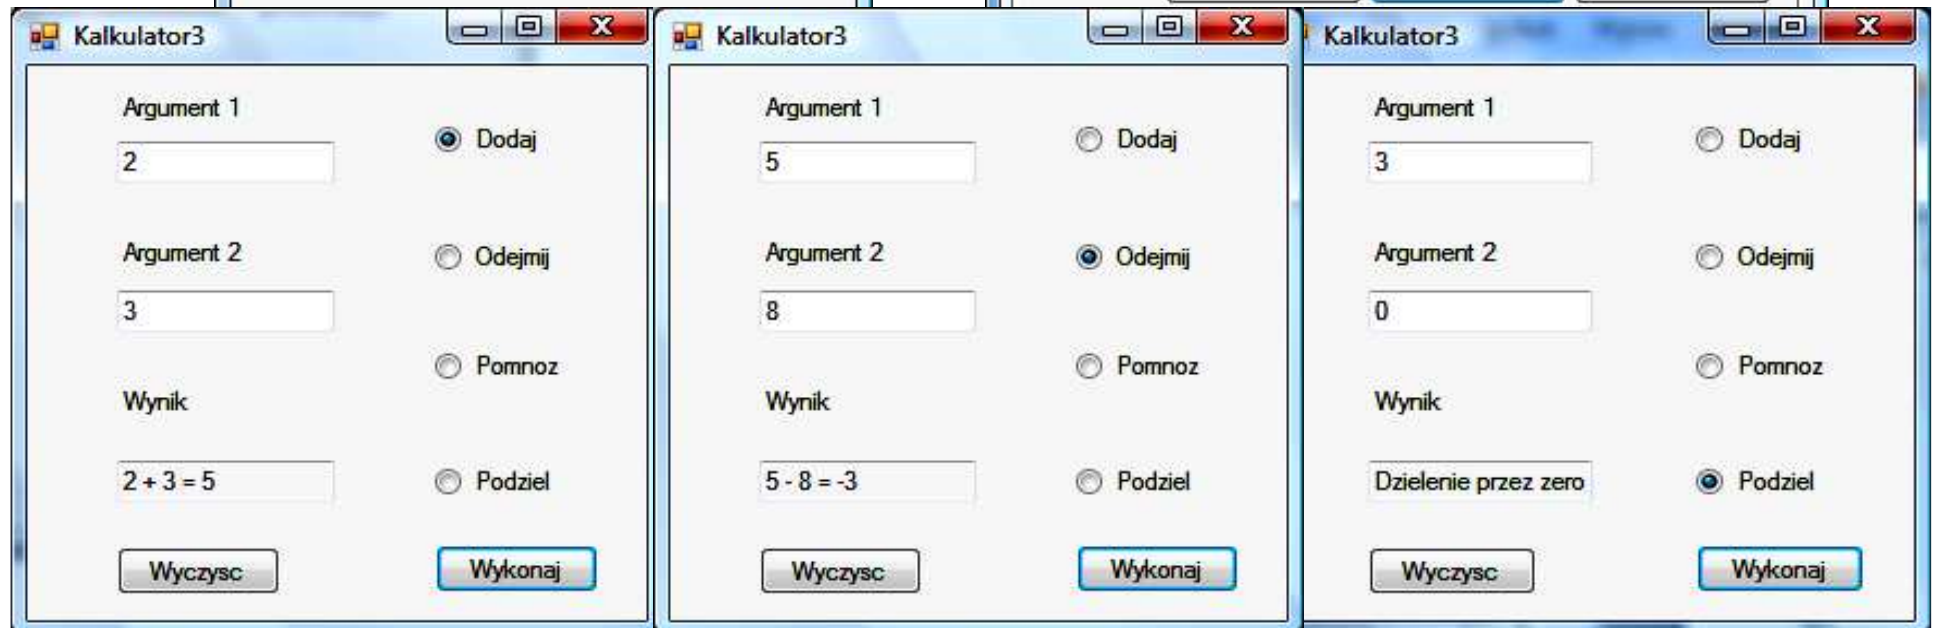 Kalkulator3
Argument 1
Dodaj
2
Argument 2
Odejmij
3
Pomnoz
Wynik
2 + 3 = 5
Podziel
Wyczysc
Wykonaj
Kalkulator3
Argument 1
Dodaj
5
Argument 2
Odejmij
8
Pomnoz
Wynik
5 - 8 = -3
Podziel
Wyczysc
Wykonaj
Kalkulator3
Argument 1
Dodaj
3
Argument 2
Odejmij
0
Pomnoz
Wynik
Dzielenie przez zero
Podziel
Wyczysc
Wykonaj